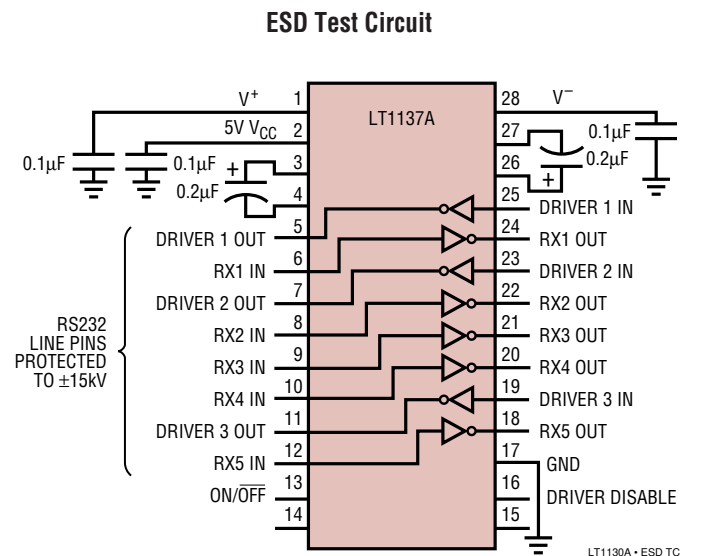 ESD Test Circuit
LT1137A
V+ 1
5V VCC 2
3
4
5
DRIVER 1 OUT
6
RX1 IN
7
DRIVER 2 OUT
8
RX2 IN
9
RX3 IN
10
RX4 IN
11
DRIVER 3 OUT
12
RX5 IN
13
ON/OFF
14
0.1µF
0.1µF
+
0.2µF
RS232
LINE PINS
PROTECTED
TO ±15kV
28 V−
27
26
0.1µF
0.2µF
+
25
DRIVER 1 IN
24
RX1 OUT
23
DRIVER 2 IN
22
RX2 OUT
21
RX3 OUT
20
RX4 OUT
19
DRIVER 3 IN
18
RX5 OUT
17
GND
16
DRIVER DISABLE
15
LT1130A • ESD TC